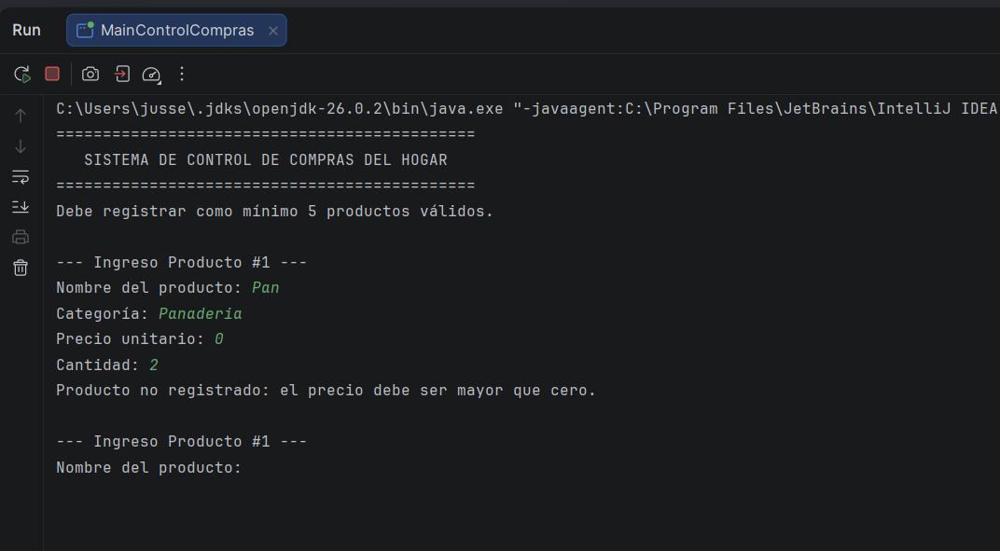 Run MainControlCompras
C:\Users\jusse\.jdks\openjdk-26.0.2\bin\java.exe "-javaagent:C:\Program Files\JetBrains\IntelliJ IDEA
=============================================
SISTEMA DE CONTROL DE COMPRAS DEL HOGAR
=============================================
Debe registrar como mínimo 5 productos válidos.
--- Ingreso Producto #1 ---
Nombre del producto: Pan
Categoría: Panaderia
Precio unitario: 0
Cantidad: 2
Producto no registrado: el precio debe ser mayor que cero.
--- Ingreso Producto #1 ---
Nombre del producto: